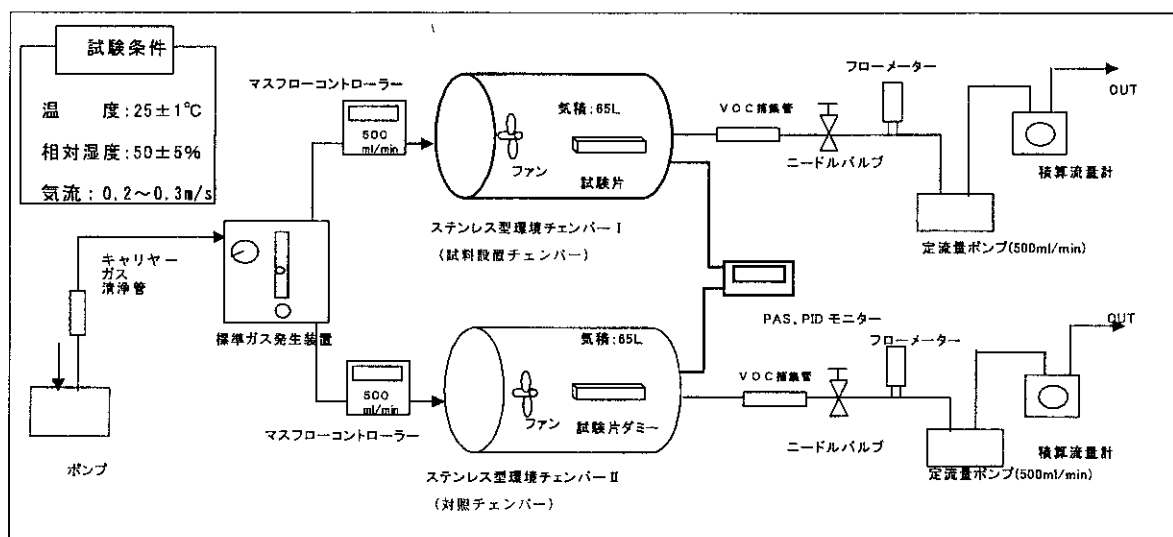 試験条件
温 度:25±1℃
相対湿度:50±5%
気流:0.2～0.3m/s
マスフローコントローラー
500
ml/min
気積:65L
ファン
試験片
ステンレス型環境チェンバーⅠ
(試料設置チェンバー)
VOC捕集管
ニードルバルブ
フローメーター
OUT
積算流量計
定流量ポンプ(500ml/min)
キャリヤー
ガス
清浄管
標準ガス発生装置
ポンプ
PAS、PIDモニター
500
ml/min
マスフローコントローラー
気積:65L
ファン
試験片ダミー
ステンレス型環境チェンバーⅡ
(対照チェンバー)
VOC捕集管
ニードルバルブ
フローメーター
OUT
積算流量計
定流量ポンプ(500ml/min)